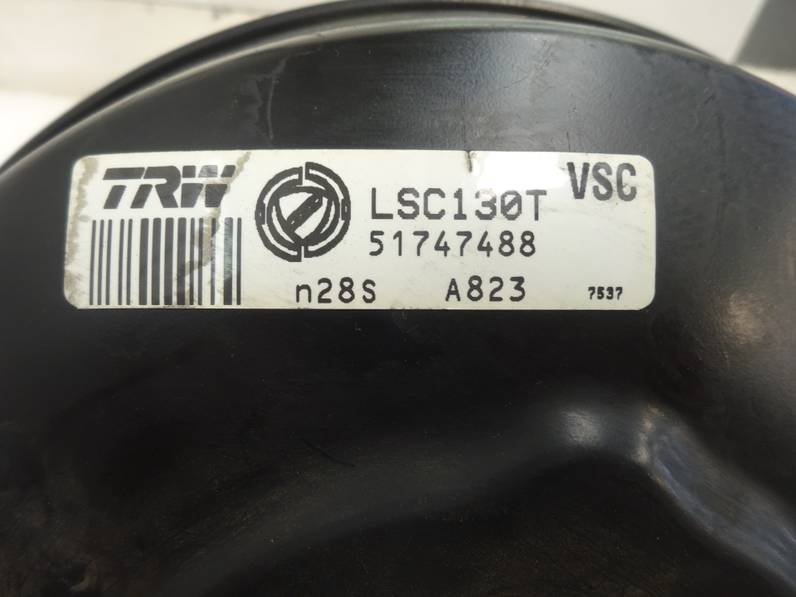 TRW LSC130T VSC
51747488
n28S A823 7537